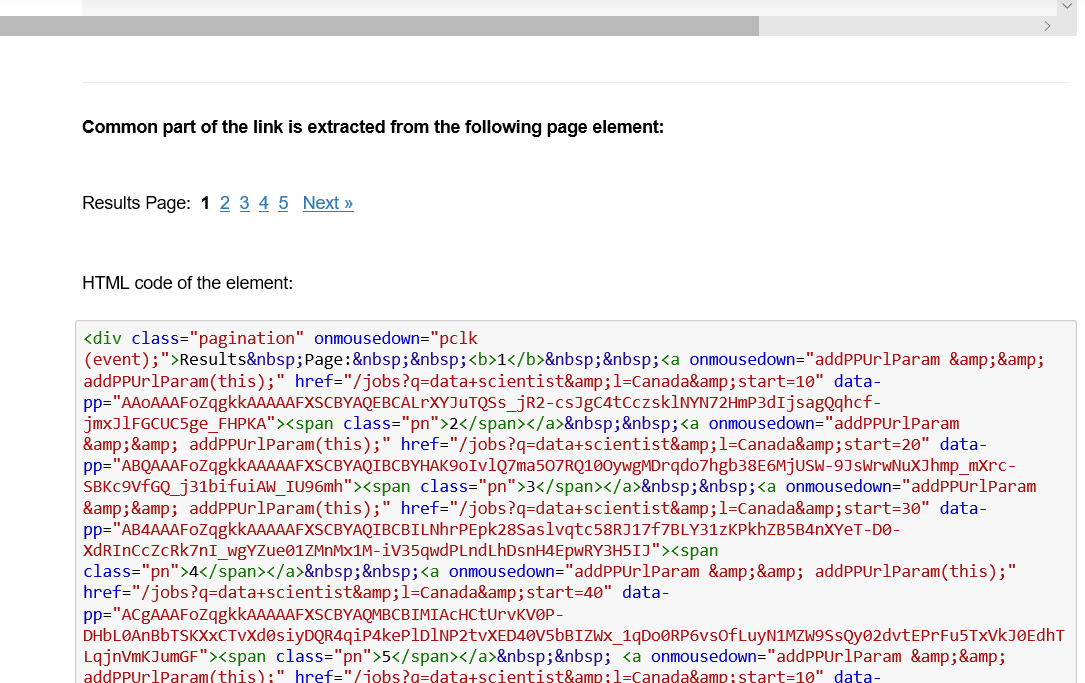 Common part of the link is extracted from the following page element:
Results Page: 1 2 3 4 5 Next »
HTML code of the element:
<div class="pagination" onmousedown="pclk
(event);">Results&nbsp;Page:&nbsp;&nbsp;<b>1</b>&nbsp;&nbsp;<a onmousedown="addPPUrlParam &amp;&amp;
addPPUrlParam(this);" href="/jobs?q=data+scientist&amp;l=Canada&amp;start=10" data-
pp="AAoAAAFoZqgkkAAAAAFXSCBYAQEBCALrXYJuTQSs_jR2-csJgC4tCczsklNYN72HmP3dIjsagQqhcf-
jmxJlFGCUC5ge_FHPKA"><span class="pn">2</span></a>&nbsp;&nbsp;<a onmousedown="addPPUrlParam
&amp;&amp; addPPUrlParam(this);" href="/jobs?q=data+scientist&amp;l=Canada&amp;start=20" data-
pp="ABQAAAFoZqgkkAAAAAFXSCBYAQIBCBYHAK9oIvlQ7ma5O7RQ10OywgMDrqdo7hgb38E6MjUSW-9JsWrwNuXJhmp_mXrc-
SBKc9VfGQ_j31bifuiAW_IU96mh"><span class="pn">3</span></a>&nbsp;&nbsp;<a onmousedown="addPPUrlParam
&amp;&amp; addPPUrlParam(this);" href="/jobs?q=data+scientist&amp;l=Canada&amp;start=30" data-
pp="AB4AAAFoZqgkkAAAAAFXSCBYAQIBCBILNhrPEpk28Saslvqtc58RJ17f7BLY31zKPkhZB5B4nXYeT-D0-
XdRInCcZcRk7nI_wgYZue01ZMnMx1M-iV35qwdPLndLhDsnH4EpwRY3H5IJ"><span
class="pn">4</span></a>&nbsp;&nbsp;<a onmousedown="addPPUrlParam &amp;&amp; addPPUrlParam(this);"
href="/jobs?q=data+scientist&amp;l=Canada&amp;start=40" data-
pp="ACgAAAFoZqgkkAAAAAFXSCBYAQMBCBIMIAcHCtUrvKV0P-
DHbL0AnBbTSKXxCTvXd0siyDQR4qiP4kePlDlNP2tvXED40V5bBIZWx_1qDo0RP6vsOfLuyN1MZW9SsQy02dvtEPrFu5TxVkJ0EdhT
LqjnVmKJumGF"><span class="pn">5</span></a>&nbsp;&nbsp; <a onmousedown="addPPUrlParam &amp;&amp;
addPPUrlParam(this);" href="/jobs?q=data+scientist&amp;l=Canada&amp;start=10" data-